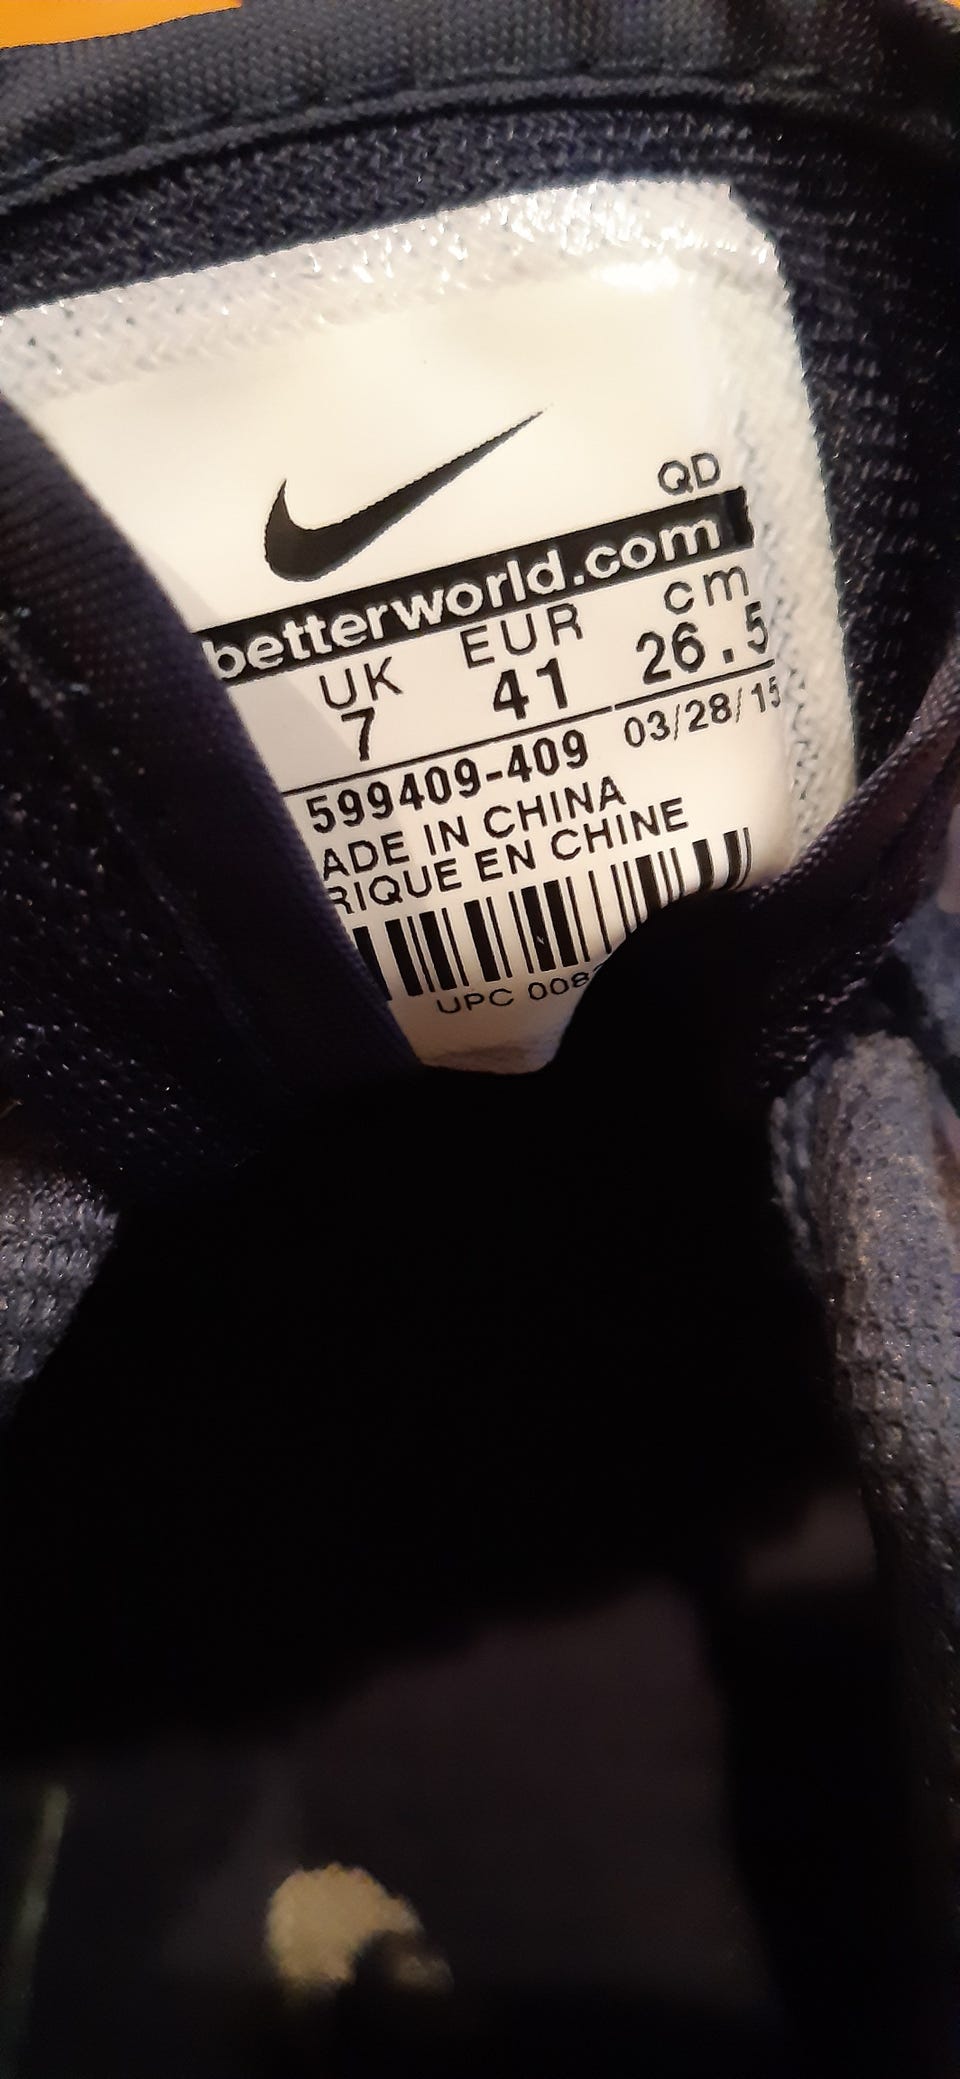 QD
betterworld.com
UK EUR cm
7 41 26.5
599409-409 03/28/15
ADE IN CHINA
RIQUE EN CHINE
UPC 008